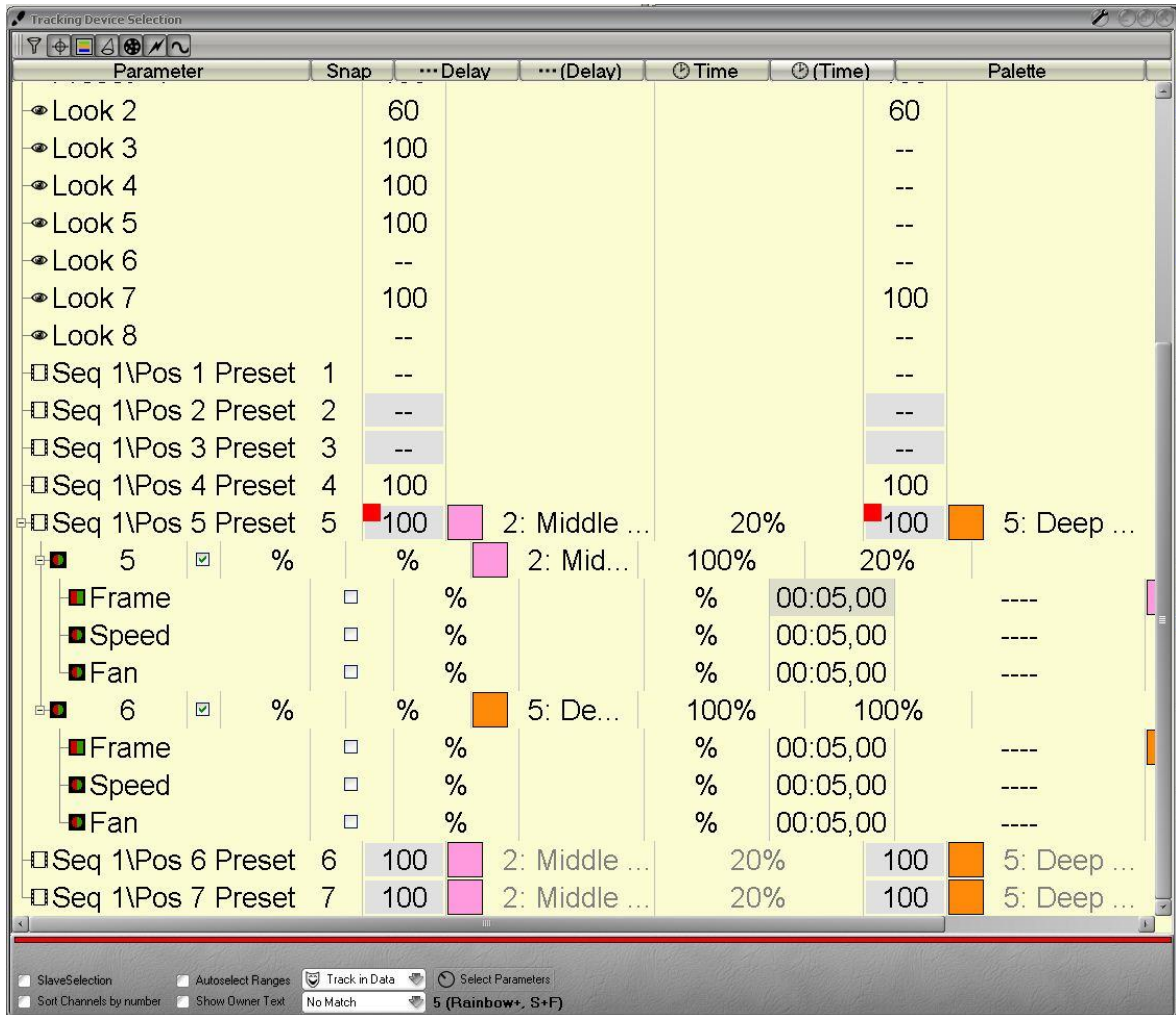 Tracking Device Selection
Parameter Snap ••• Delay ••• (Delay) Time (Time) Palette
Look 2 60 60
Look 3 100 --
Look 4 100 --
Look 5 100 --
Look 6 -- --
Look 7 100 100
Look 8 -- --
Seq 1\Pos 1 Preset 1 -- --
Seq 1\Pos 2 Preset 2 -- --
Seq 1\Pos 3 Preset 3 -- --
Seq 1\Pos 4 Preset 4 100 100
Seq 1\Pos 5 Preset 5 100 2: Middle ... 20% 100 5: Deep ...
5 % % 2: Mid... 100% 20%
Frame % % 00:05,00 ----
Speed % % 00:05,00 ----
Fan % % 00:05,00 ----
6 % % 5: De... 100% 100%
Frame % % 00:05,00 ----
Speed % % 00:05,00 ----
Fan % % 00:05,00 ----
Seq 1\Pos 6 Preset 6 100 2: Middle ... 20% 100 5: Deep ...
Seq 1\Pos 7 Preset 7 100 2: Middle ... 20% 100 5: Deep ...
SlaveSelection Autoselect Ranges Track in Data Select Parameters
Sort Channels by number Show Owner Text No Match 5 (Rainbow+, S+F)